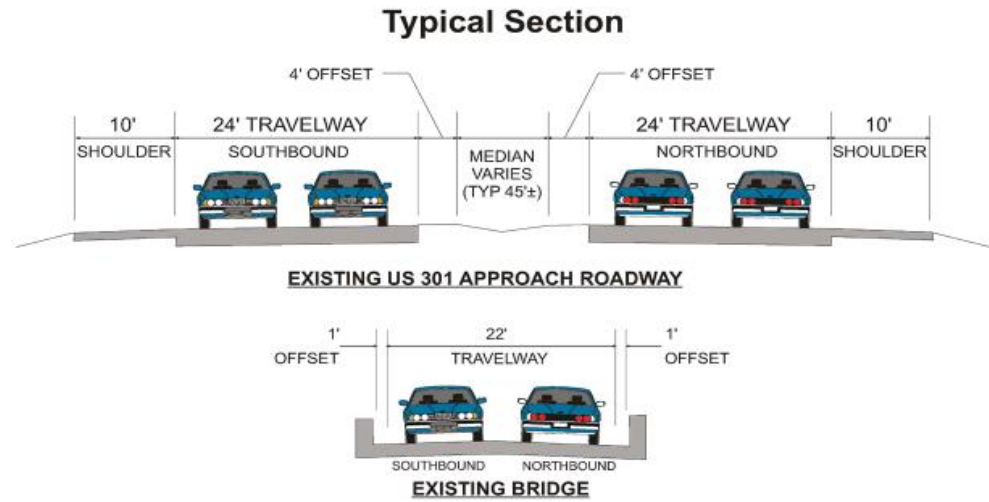 Typical Section
4' OFFSET
4' OFFSET
10'
24' TRAVELWAY
24' TRAVELWAY
10'
SHOULDER
SOUTHBOUND
MEDIAN
VARIES
(TYP 45'±)
NORTHBOUND
SHOULDER
EXISTING US 301 APPROACH ROADWAY
1'
OFFSET
22'
TRAVELWAY
1'
OFFSET
SOUTHBOUND
NORTHBOUND
EXISTING BRIDGE